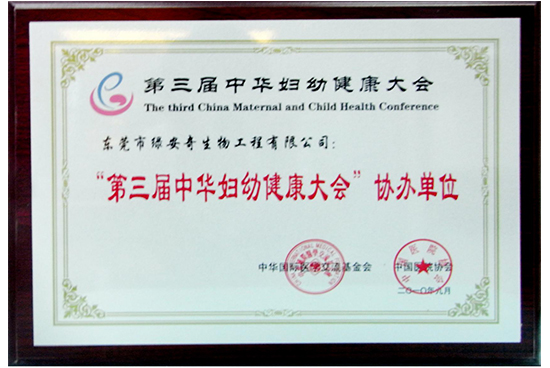 第三届中华妇幼健康大会
The third China Maternal and Child Health Conference
东莞市绿安奇生物工程有限公司：
“第三届中华妇幼健康大会”协办单位
中华国际医学交流基金会 中国医院协会
二〇一〇年九月